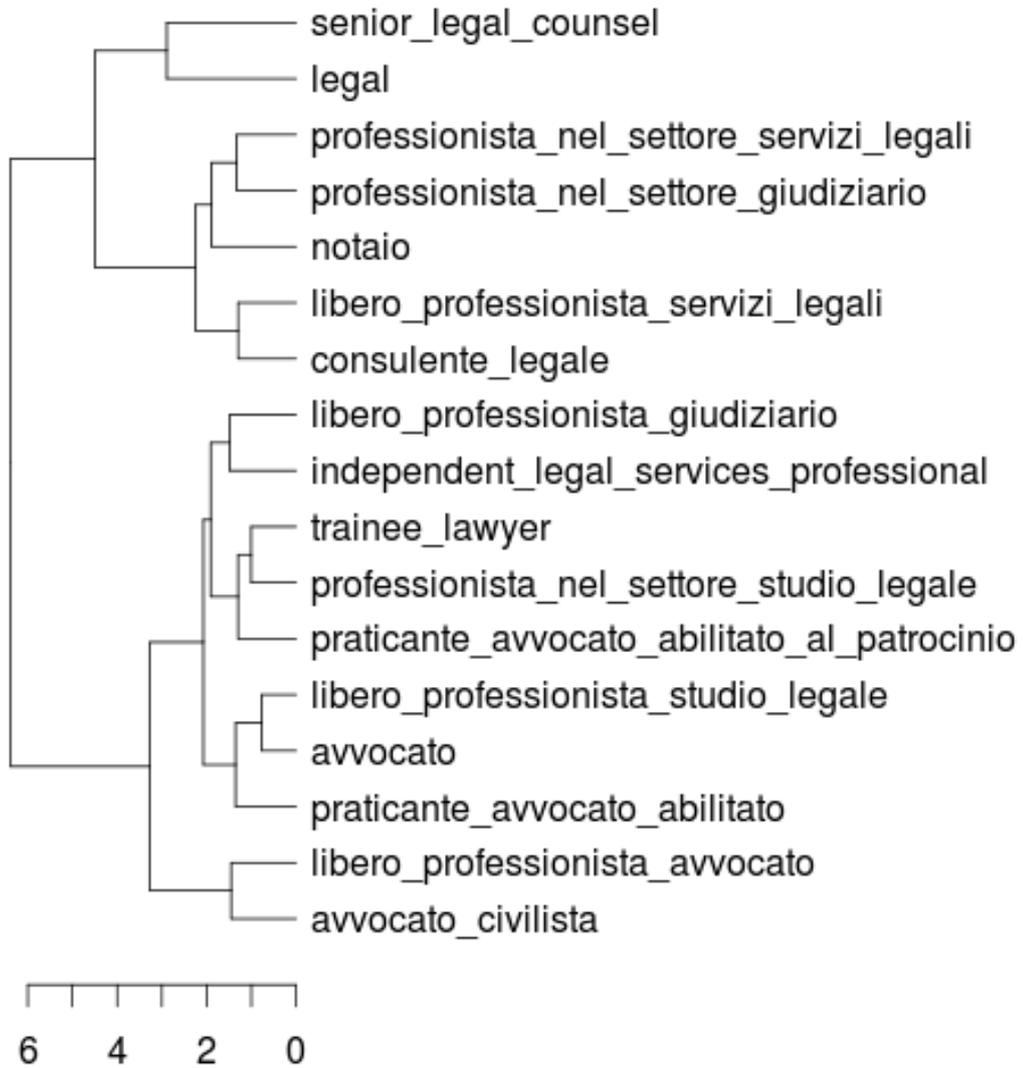 senior_legal_counsel
legal
professionista_nel_settore_servizi_legali
professionista_nel_settore_giudiziario
notaio
libero_professionista_servizi_legali
consulente_legale
libero_professionista_giudiziario
independent_legal_services_professional
trainee_lawyer
professionista_nel_settore_studio_legale
praticante_avvocato_abilitato_al_patrocinio
libero_professionista_studio_legale
avvocato
praticante_avvocato_abilitato
libero_professionista_avvocato
avvocato_civilista
6 4 2 0